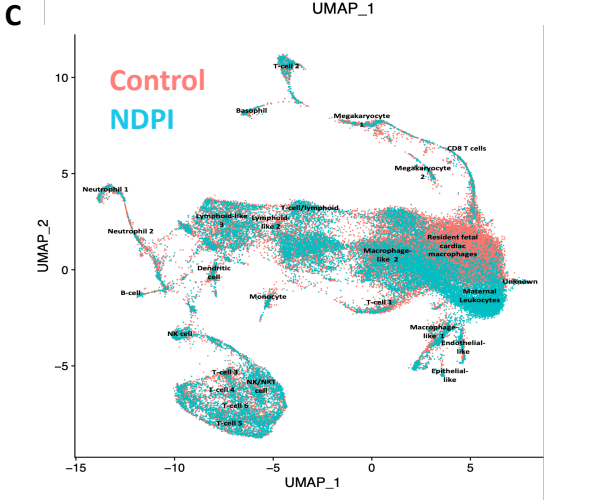 UMAP_1
C
Control
NDPI
T-cell 2
Basophil
Megakaryocyte
1
CD8 T cells
Megakaryocyte
2
Neutrophil 1
Neutrophil 2
Lymphoid-like
3
Lymphoid-
like 2
T-cell/lymphoid
Resident fetal
cardiac
macrophages
Macrophage-
like 2
Dendritic
cell
B-cell
Monocyte
T-cell 1
Unknown
Maternal
Leukocytes
Macrophage-
like 1
Endothelial-
like
Epithelial-
like
NK cell
T-cell 3
NK/NKT
cell
T-cell 4
T-cell 6
T-cell 5
UMAP_2
10
5
0
−5
−15
−10
−5
0
5
UMAP_1